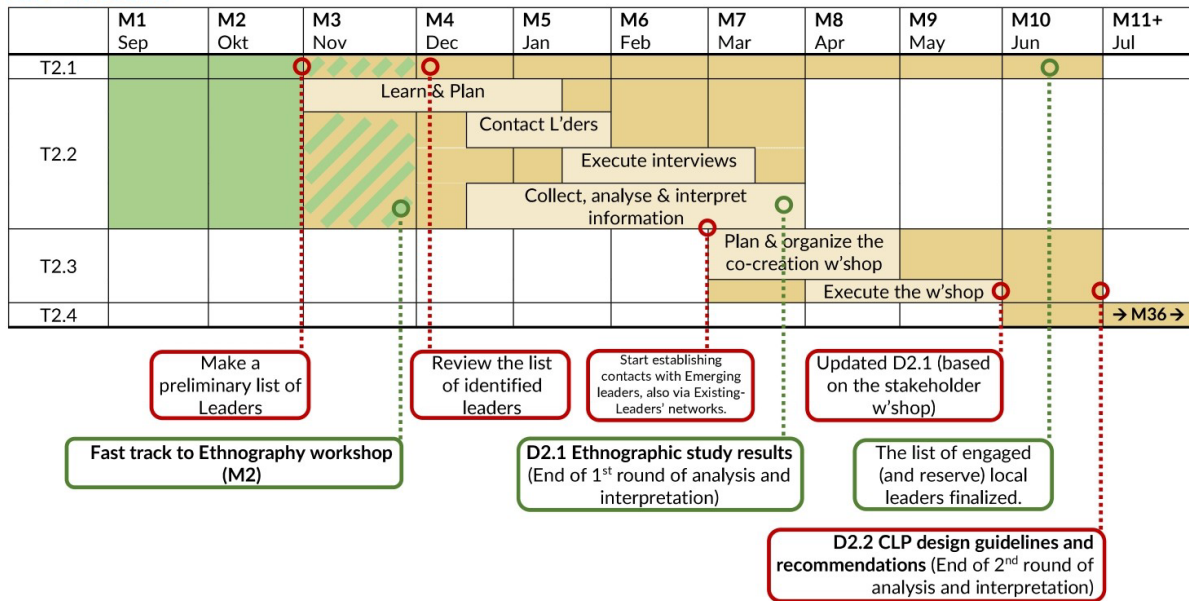 M1 M2 M3 M4 M5 M6 M7 M8 M9 M10 M11+
Sep Okt Nov Dec Jan Feb Mar Apr May Jun Jul
T2.1
Learn & Plan
Contact L'ders
T2.2
Execute interviews
Collect, analyse & interpret
information
Plan & organize the
co-creation w'shop
T2.3
Execute the w'shop
T2.4
→ M36 →
Make a
preliminary list of
Leaders
Review the list
of identified
leaders
Start establishing
contacts with Emerging
leaders, also via Existing-
Leaders' networks.
Updated D2.1 (based
on the stakeholder
w'shop)
Fast track to Ethnography workshop
(M2)
D2.1 Ethnographic study results
(End of 1st round of analysis and
interpretation)
The list of engaged
(and reserve) local
leaders finalized.
D2.2 CLP design guidelines and
recommendations (End of 2nd round of
analysis and interpretation)